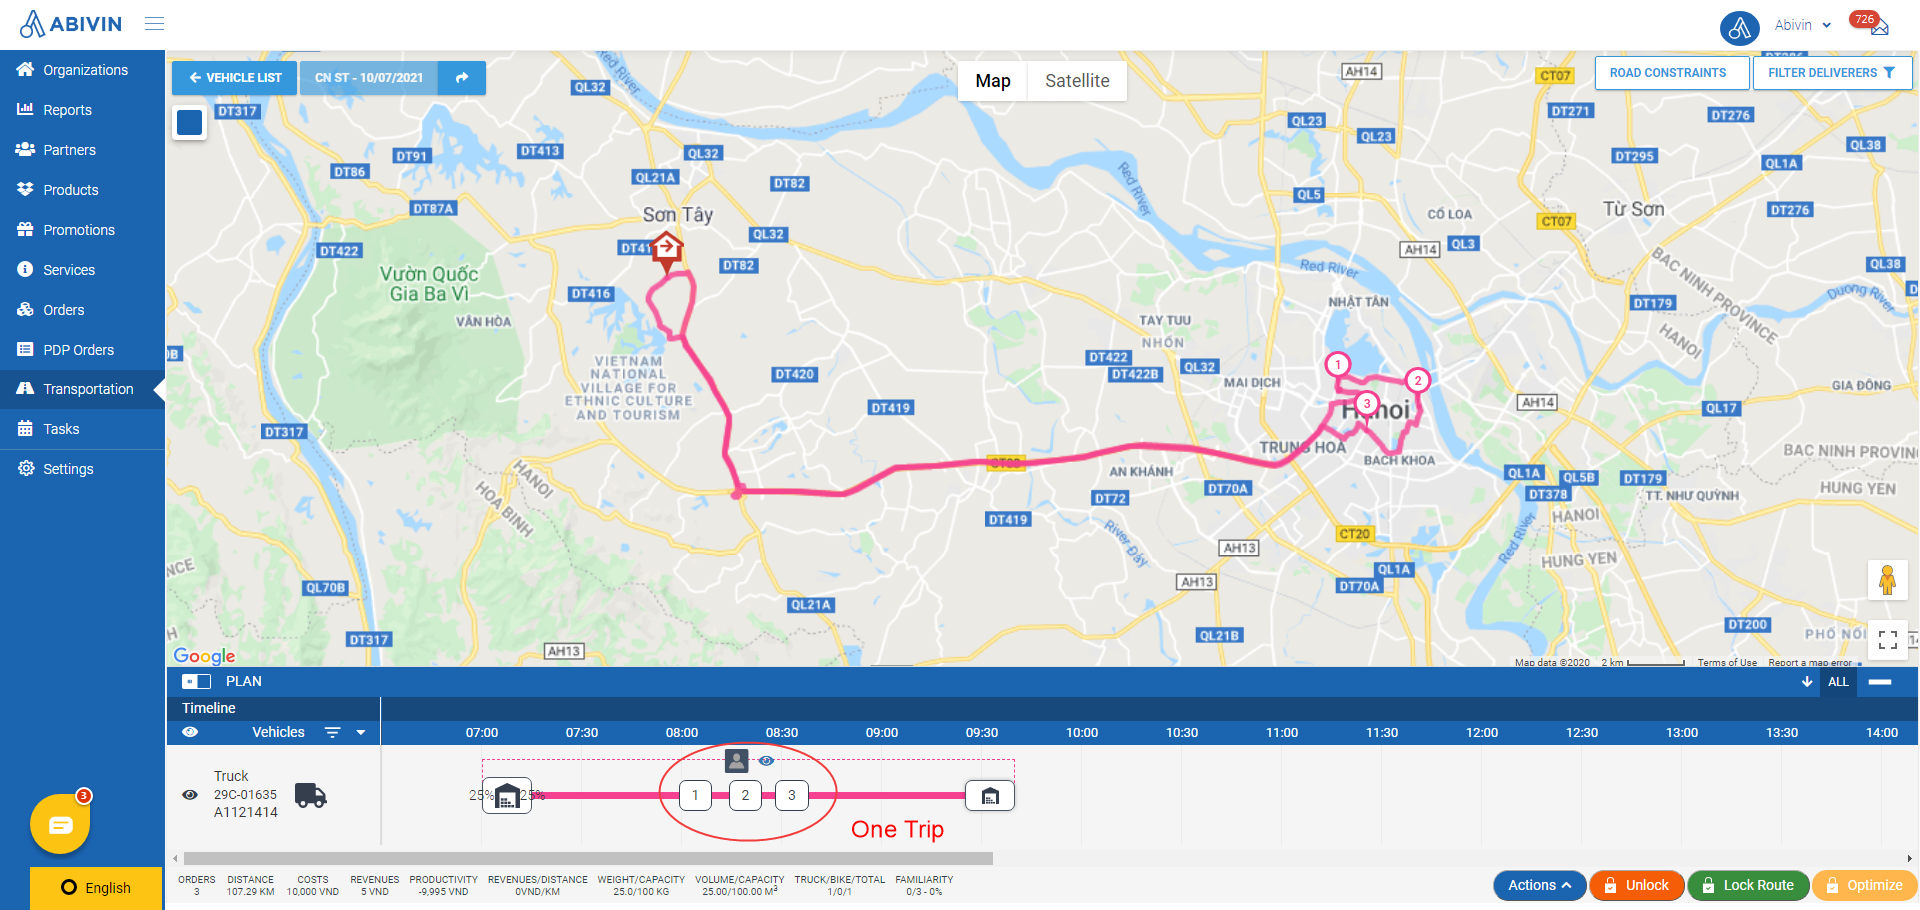 ABIVIN
Abivin
726
Organizations
Reports
Partners
Products
Promotions
Services
Orders
PDP Orders
Transportation
Tasks
Settings
3
English
VEHICLE LIST
CN ST - 10/07/2021
Map
Satellite
ROAD CONSTRAINTS
FILTER DELIVERERS
Red River
AH14
CT07
QL32
DT317
DT271
DT276
QL23
QL23
QL38
DT91
DT413
QL32
DT295
QL1A
DT86
QL21A
DT82
Red River
QL5
DT87A
Sơn Tây
CỔ LOA
Từ Sơn
DT276
CT07
QL32
DT422
AH14
QL3
DT82
Vườn Quốc
Gia Ba Vì
Red River
BAC NINH PROVINCE
HANOI
QL38
DT416
NHẬT TÂN
DT179
Duong River
VÂN HÒA
TAY TUU
NHỔN
VIETNAM
NATIONAL
VILLAGE FOR
ETHNIC CULTURE
AND TOURISM
DT422
DT422B
QL32
1
2
3
MAI DỊCH
DT420
GIA ĐÔNG
DT419
AH14
QL17
DT317
TRUNG HOÀ
BACH KHOA
AN KHÁNH
HANOI
HOA BINH
QL1A
QL5B
DT179
DT378
TT. NHƯ QUỲNH
HUNG YEN
DT70A
DT72
DT419
HANOI
River Đáy
CT20
AH13
Red River
HUNG YEN
QL1A
DT70A
QL70B
AH13
QL21A
DT317
QL21B
DT200
AH13
Google
Map data ©2020
2 km
Terms of Use
Report a map error
PLAN
ALL
Timeline
Vehicles
07:00
07:30
08:00
08:30
09:00
09:30
10:00
10:30
11:00
11:30
12:00
12:30
13:00
13:30
14:00
Truck
29C-01635
A1121414
25%
25%
1
2
3
One Trip
ORDERS
3
DISTANCE
107.29 KM
COSTS
10,000 VND
REVENUES
5 VND
PRODUCTIVITY
-9,995 VND
REVENUES/DISTANCE
0VND/KM
WEIGHT/CAPACITY
25.0/100 KG
VOLUME/CAPACITY
25.00/100.00 M³
TRUCK/BIKE/TOTAL
1/0/1
FAMILIARITY
0/3 - 0%
Actions
Unlock
Lock Route
Optimize